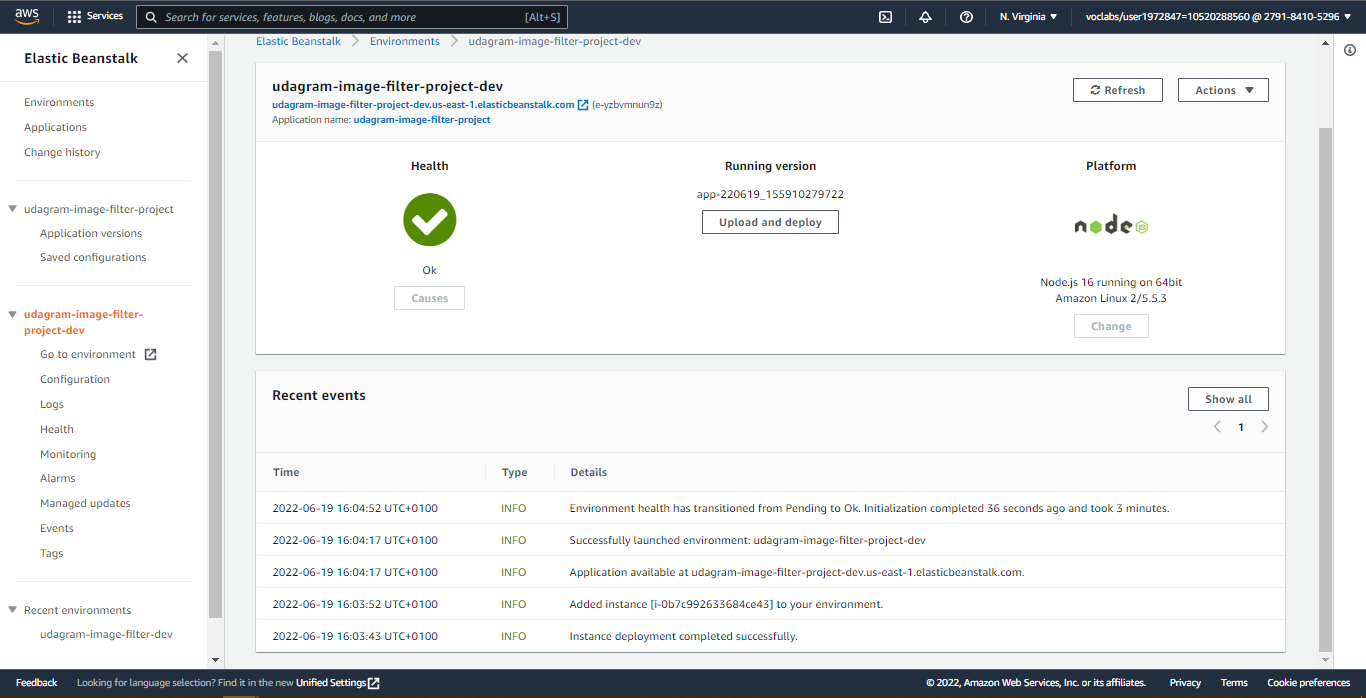 aws
Services
Search for services, features, blogs, docs, and more
[Alt+S]
N. Virginia
voclabs/user1972847=10520288560 @ 2791-8410-5296
Elastic Beanstalk
Environments
Applications
Change history
udagram-image-filter-project
Application versions
Saved configurations
udagram-image-filter-
project-dev
Go to environment
Configuration
Logs
Health
Monitoring
Alarms
Managed updates
Events
Tags
Recent environments
udagram-image-filter-dev
Elastic Beanstalk
Environments
udagram-image-filter-project-dev
udagram-image-filter-project-dev
udagram-image-filter-project-dev.us-east-1.elasticbeanstalk.com (e-yzbvmnun9z)
Application name: udagram-image-filter-project
Refresh
Actions
Health
Ok
Causes
Running version
app-220619_155910279722
Upload and deploy
Platform
node
JS
Node.js 16 running on 64bit
Amazon Linux 2/5.5.3
Change
Recent events
Show all
1
Time Type Details
2022-06-19 16:04:52 UTC+0100 INFO Environment health has transitioned from Pending to Ok. Initialization completed 36 seconds ago and took 3 minutes.
2022-06-19 16:04:17 UTC+0100 INFO Successfully launched environment: udagram-image-filter-project-dev
2022-06-19 16:04:17 UTC+0100 INFO Application available at udagram-image-filter-project-dev.us-east-1.elasticbeanstalk.com.
2022-06-19 16:03:52 UTC+0100 INFO Added instance [i-0b7c992633684ce43] to your environment.
2022-06-19 16:03:43 UTC+0100 INFO Instance deployment completed successfully.
Feedback
Looking for language selection? Find it in the new Unified Settings
© 2022, Amazon Web Services, Inc. or its affiliates.
Privacy
Terms
Cookie preferences